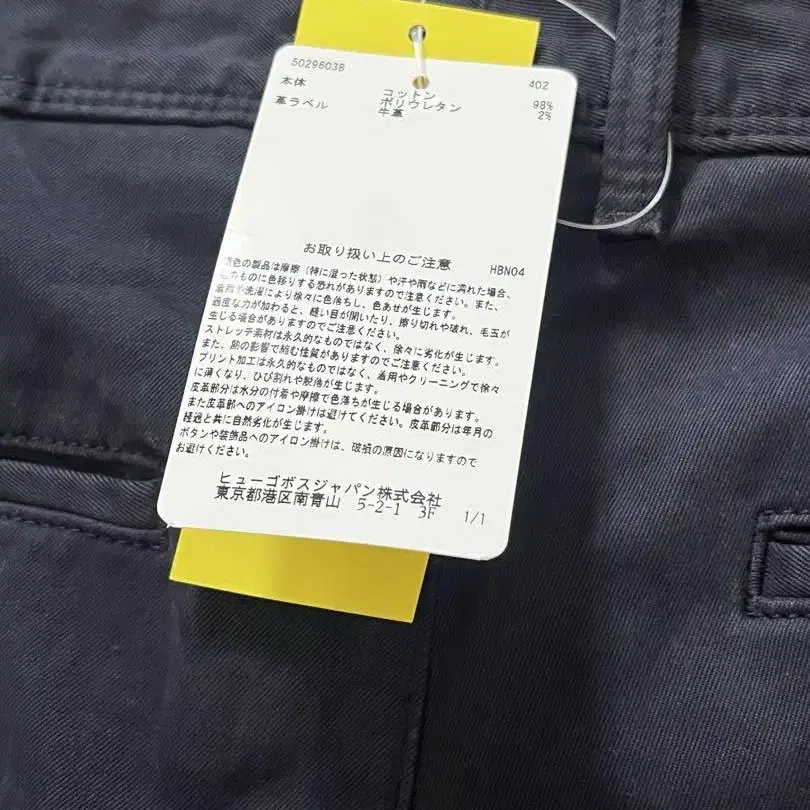 50296038 402
本体 コットン 98%
ポリウレタン 2%
革ラベル 牛革
お取り扱い上のご注意 HBN04
色の製品は摩擦(特に湿った状態)や汗や雨などに濡れた場合、
のものに色移りする恐れがありますので注意ください。また、
着用や洗濯により徐々に色落ちし、色あせが生じます。
過度な力が加わると、縫い目が開いたり、擦り切れや破れ、毛玉が
生じる場合がありますのでご注意ください。
ストレッチ素材は永久的なものではなく、徐々に劣化が生じます。
また、熱の影響で縮む性質がありますのでご注意ください。
プリント加工は永久的なものではなく、着用やクリーニングで徐々
に薄くなり、ひび割れや脱落が生じます。
皮革部分は水分の付着や摩擦で色落ちが生じる場合があります。
また皮革部へのアイロン掛けは避けてください。皮革部分は年月の
経過と共に自然劣化が生じます。
ボタンや装飾品へのアイロン掛けは、破損の原因になりますので
お避けください。
ヒューゴボスジャパン株式会社
東京都港区南青山 5-2-1 3F 1/1